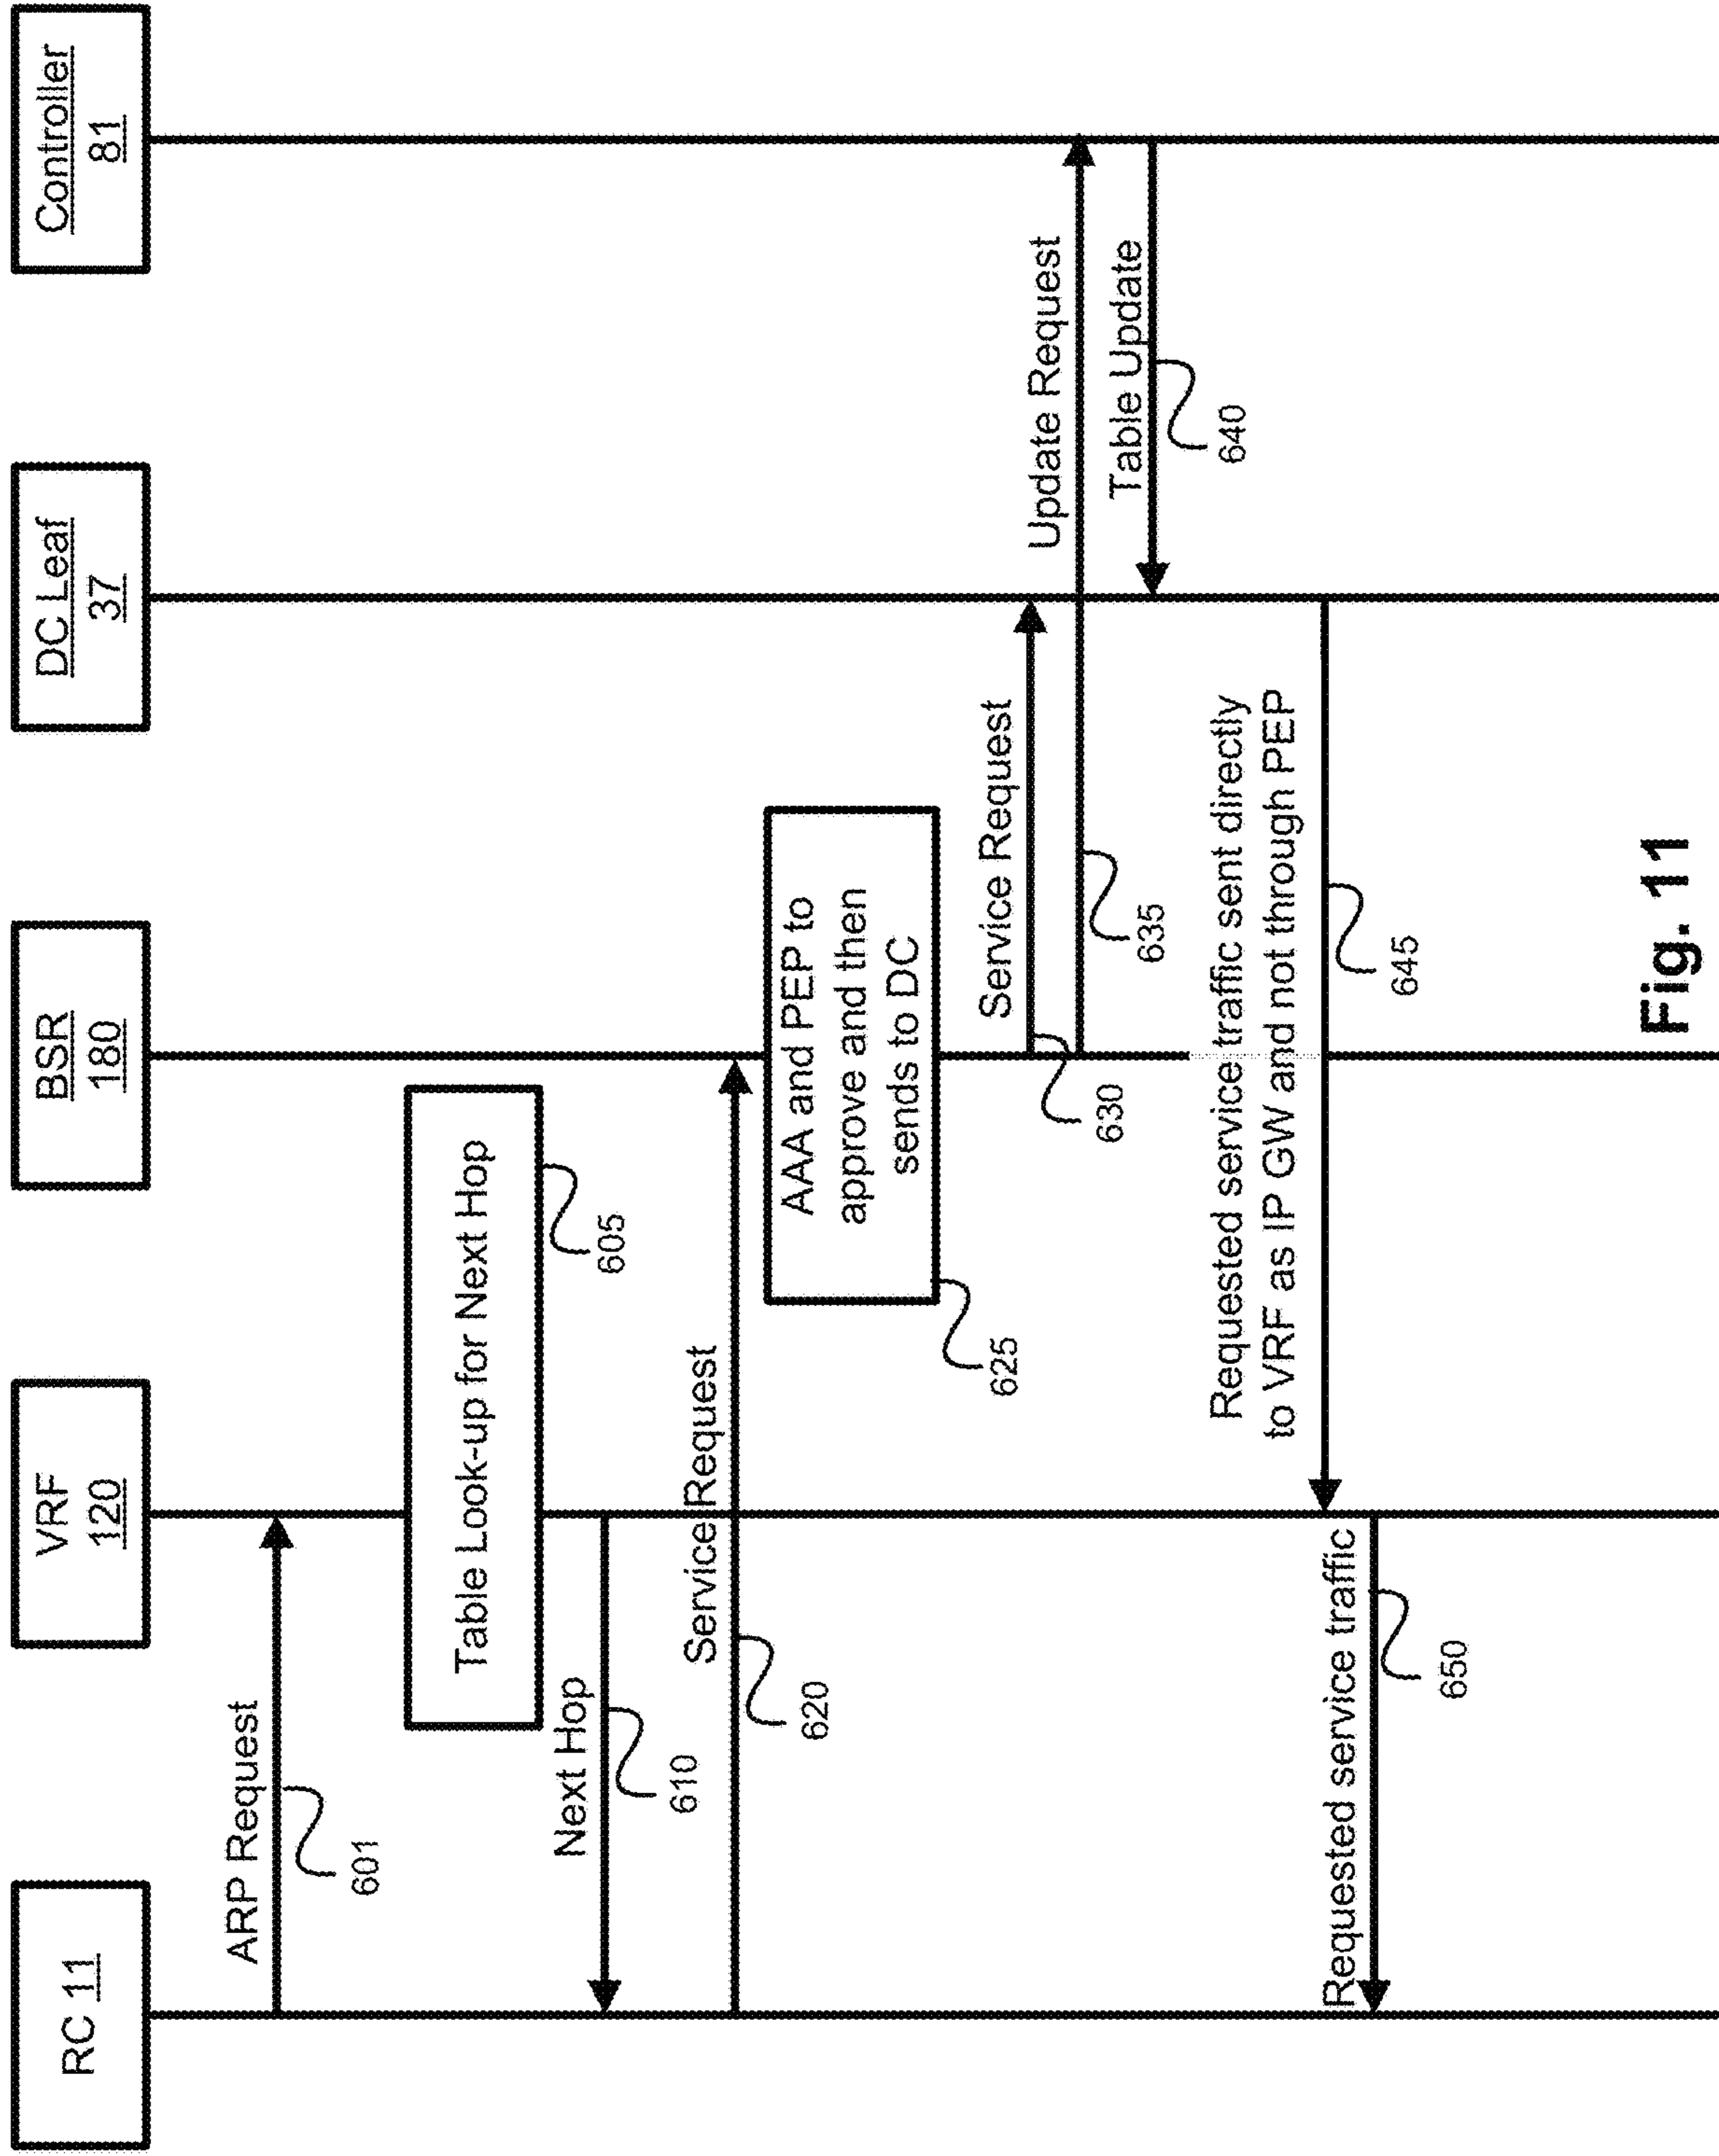 RC 11
VRF
120
BSR
180
DC Leaf
37
Controller
81
ARP Request
601
Table Look-up for Next Hop
605
Next Hop
610
Service Request
620
AAA and PEP to
approve and then
sends to DC
625
Service Request
630
Update Request
635
Table Update
640
Requested service traffic sent directly
to VRF as IP GW and not through PEP
645
Requested service traffic
650
Fig. 11